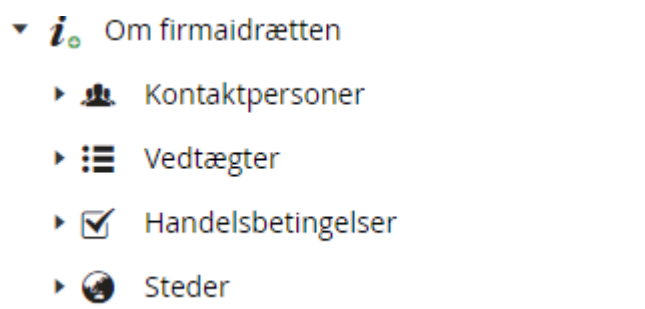 Om firmaidrætten
Kontaktpersoner
Vedtægter
Handelsbetingelser
Steder